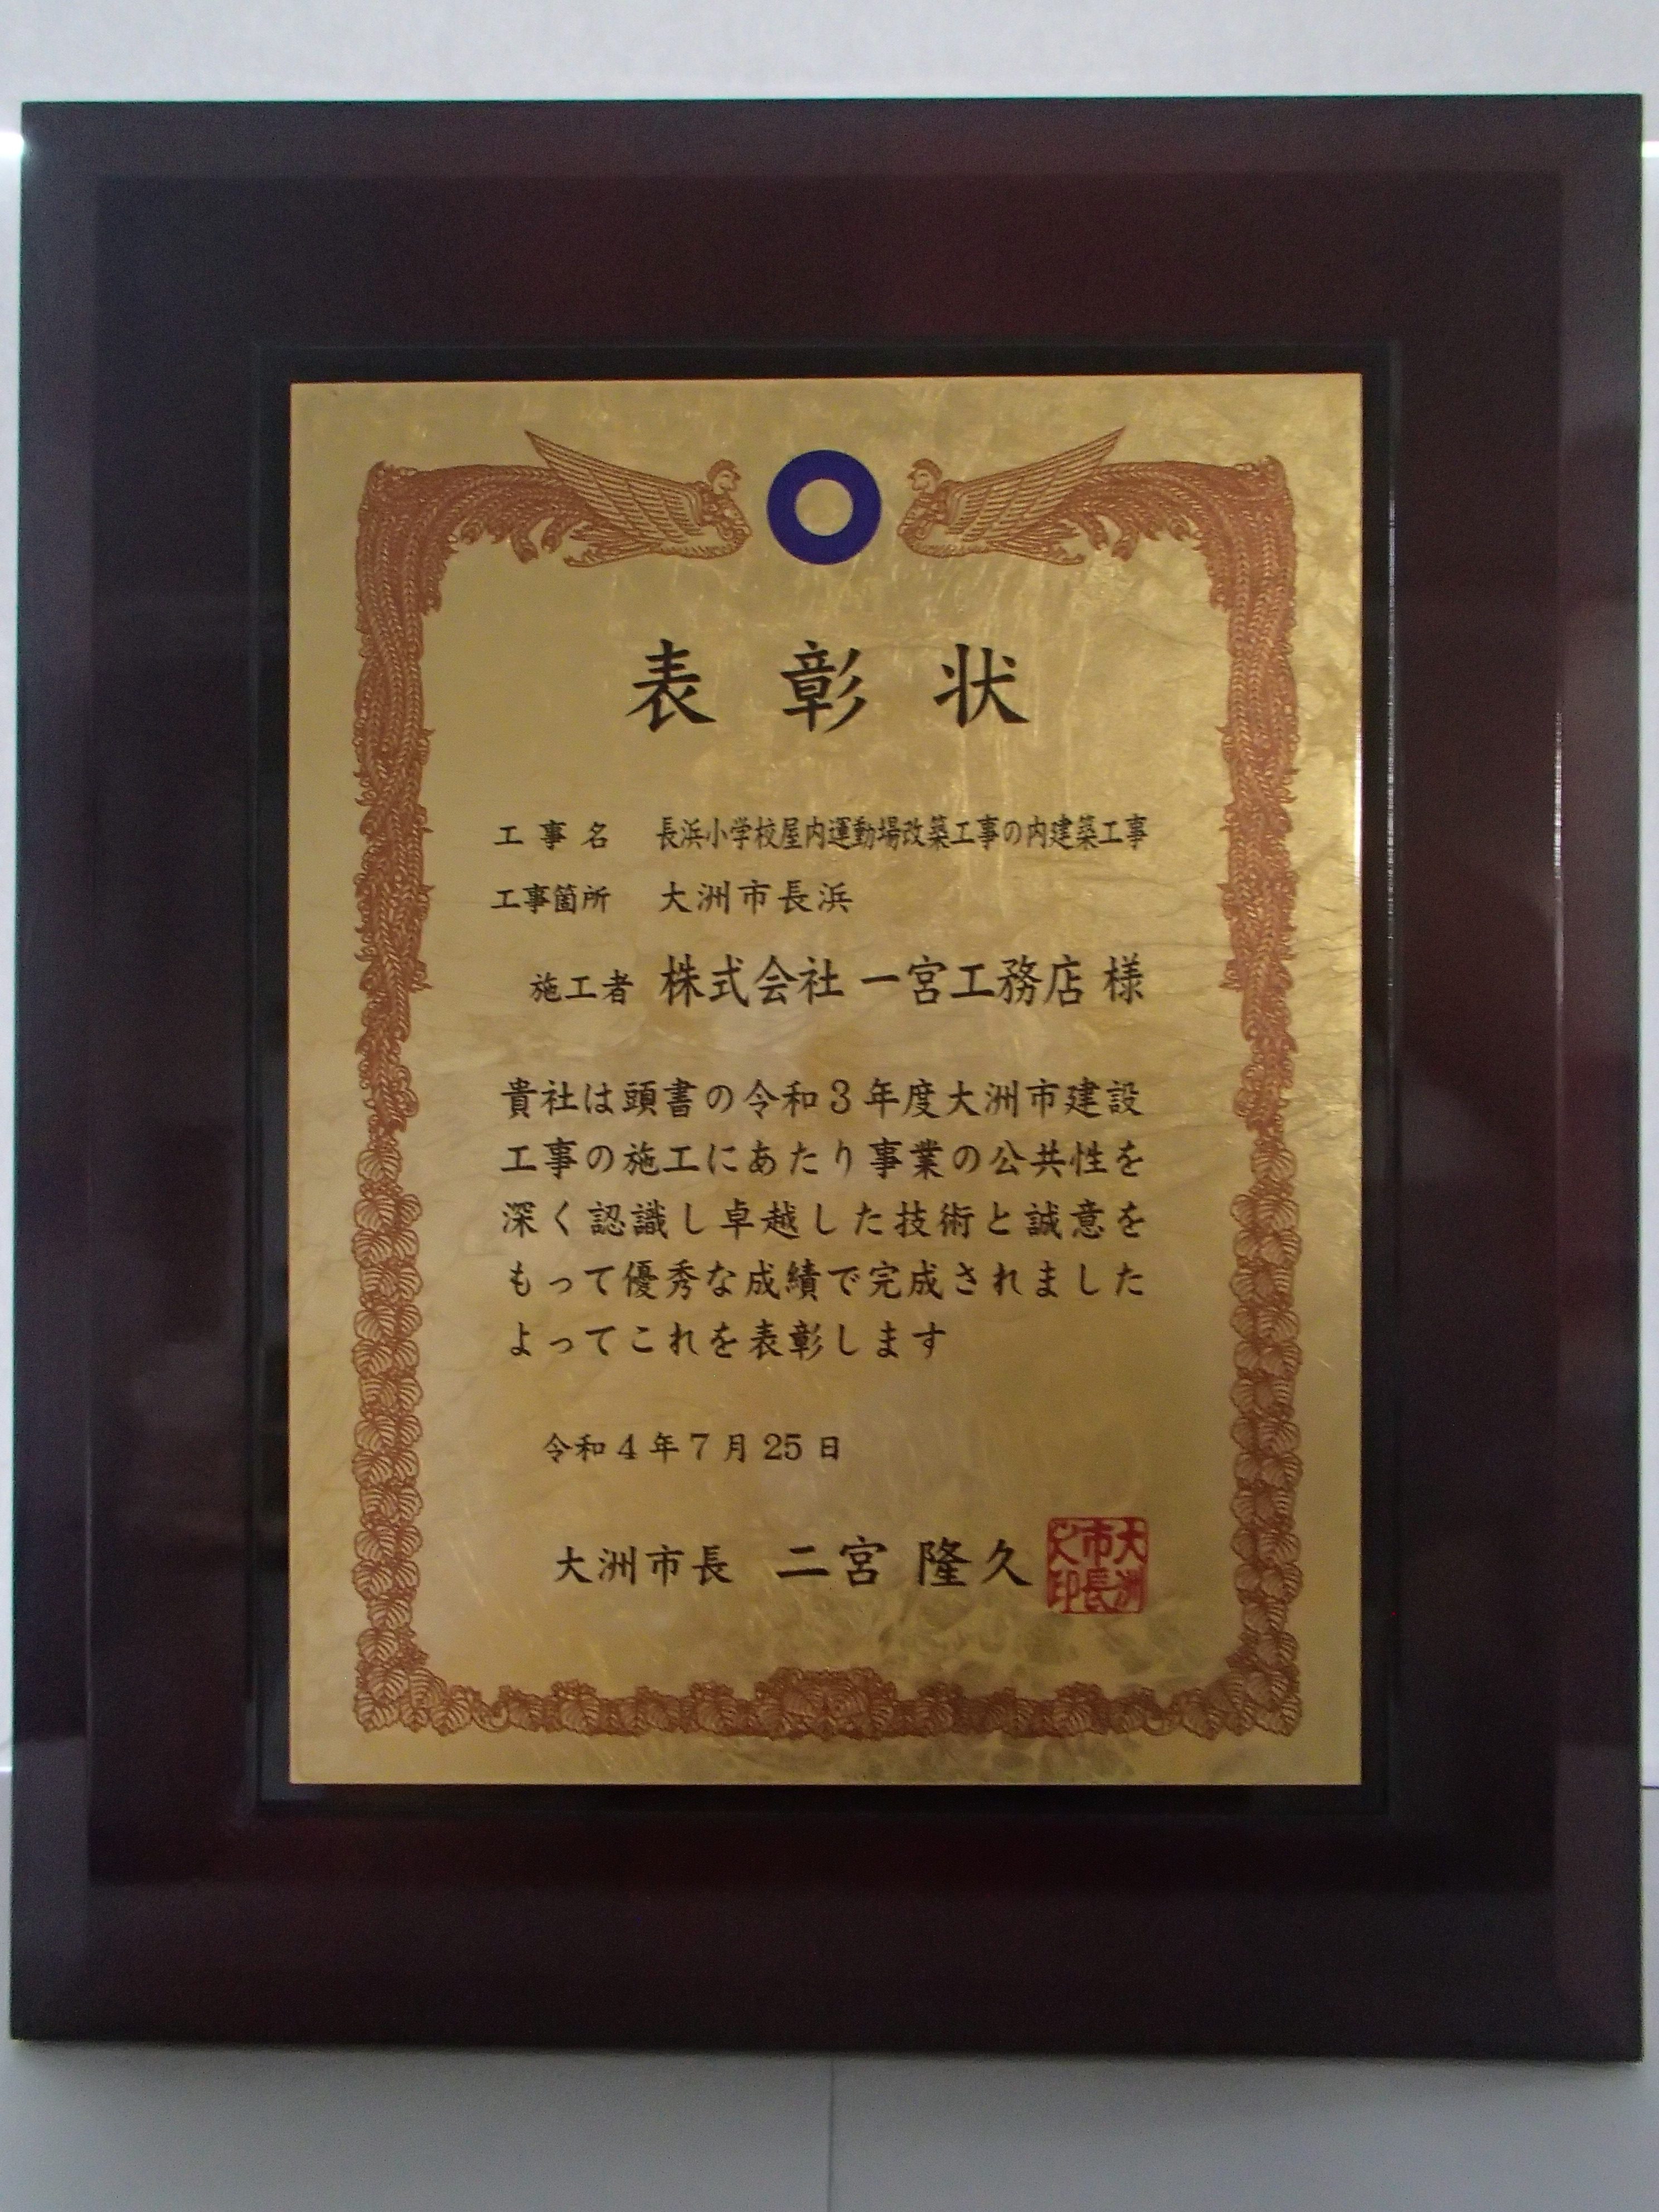 表彰状
工事名 長浜小学校屋内運動場改築工事の内建築工事
工事箇所 大洲市長浜
施工者 株式会社 一宮工務店 様
貴社は頭書の令和3年度大洲市建設
工事の施工にあたり事業の公共性を
深く認識し卓越した技術と誠意を
もって優秀な成績で完成されました
よってこれを表彰します
令和4年7月25日
大洲市長 二宮 隆久
大洲市長之印